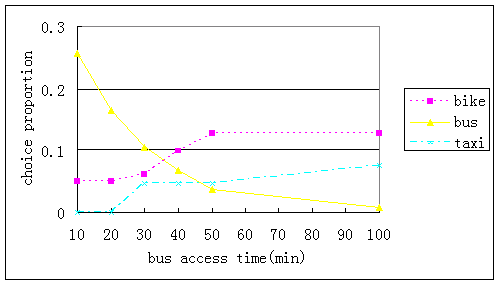 0.3
0.2
0.1
0
choice proportion
10 20 30 40 50 60 70 80 90 100
bus access time(min)
bike
bus
taxi